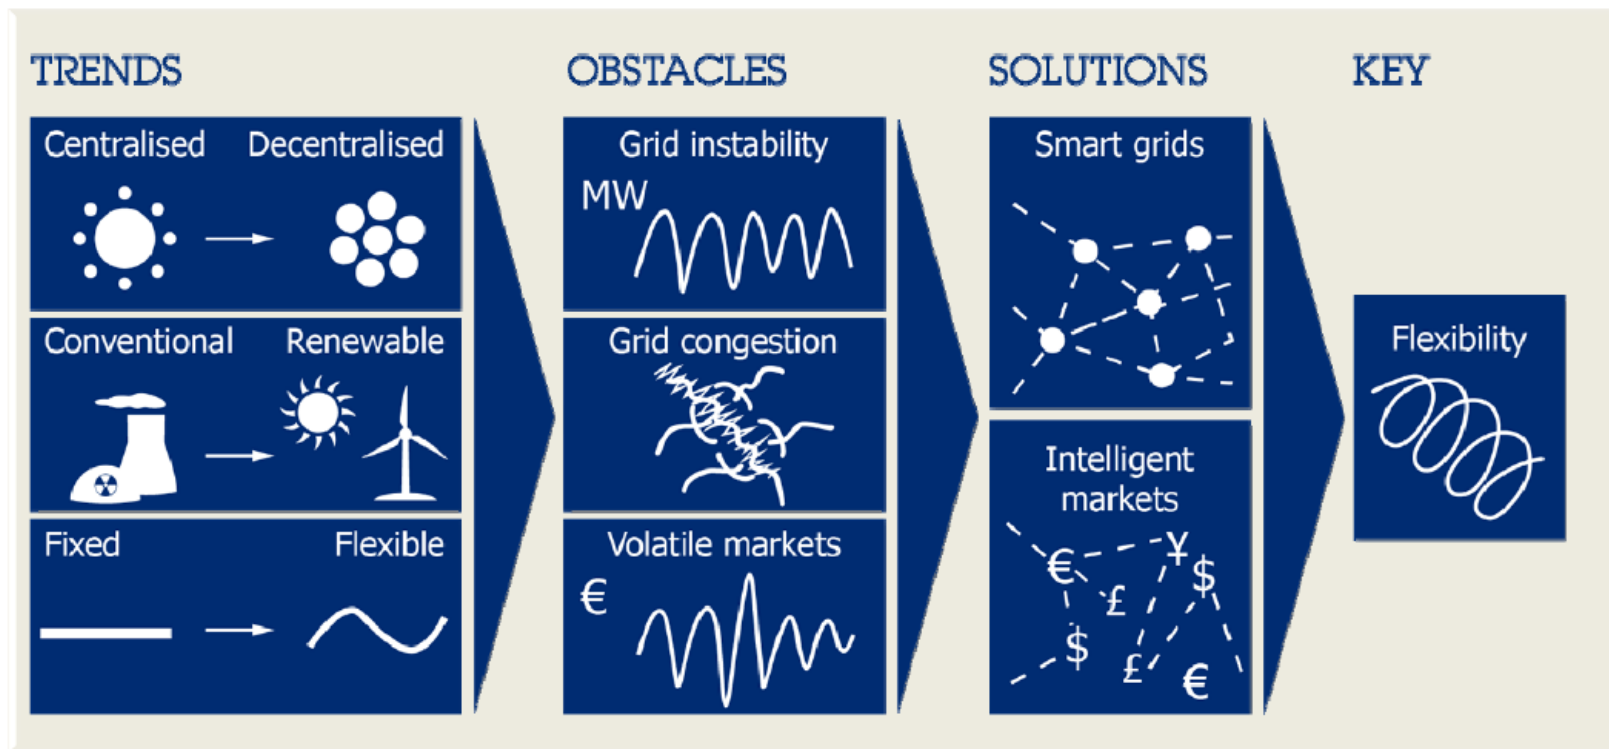 TRENDS
OBSTACLES
SOLUTIONS
KEY
Centralised
Decentralised
Conventional
Renewable
Fixed
Flexible
Grid instability
MW
Grid congestion
Volatile markets
€
Smart grids
Intelligent
markets
€
¥
$
£
$
£
€
Flexibility